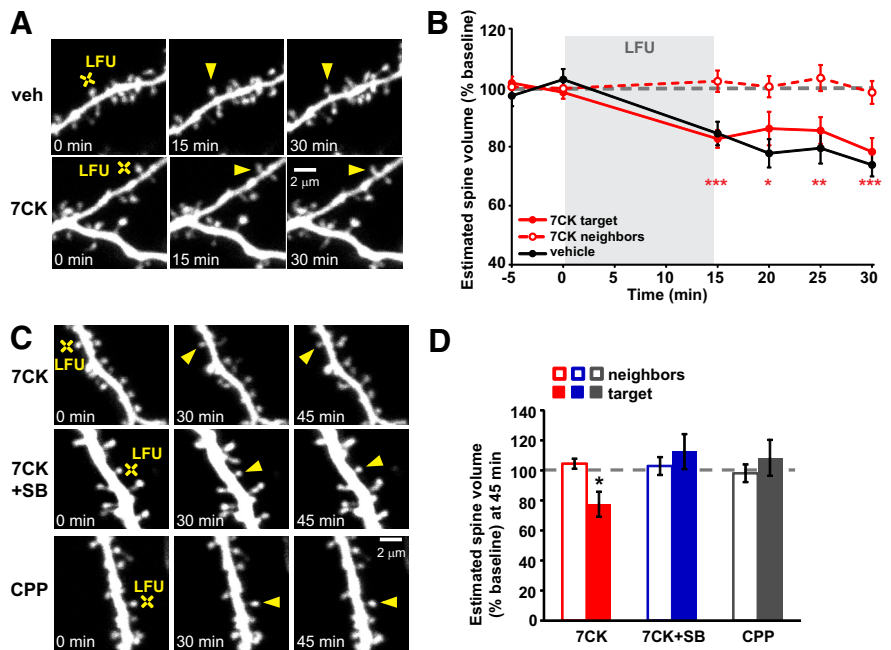 A
veh
LFU
0 min
15 min
30 min
7CK
LFU
2 μm
0 min
15 min
30 min
B
Estimated spine volume (% baseline)
120
100
80
60
40
LFU
***
*
**
***
7CK target
7CK neighbors
vehicle
-5
0
5
10
15
20
25
30
Time (min)
C
7CK
LFU
0 min
30 min
45 min
7CK
+SB
LFU
0 min
30 min
45 min
CPP
LFU
2 μm
0 min
30 min
45 min
D
neighbors
target
Estimated spine volume
(% baseline) at 45 min
140
120
100
80
60
40
20
0
*
7CK
7CK+SB
CPP